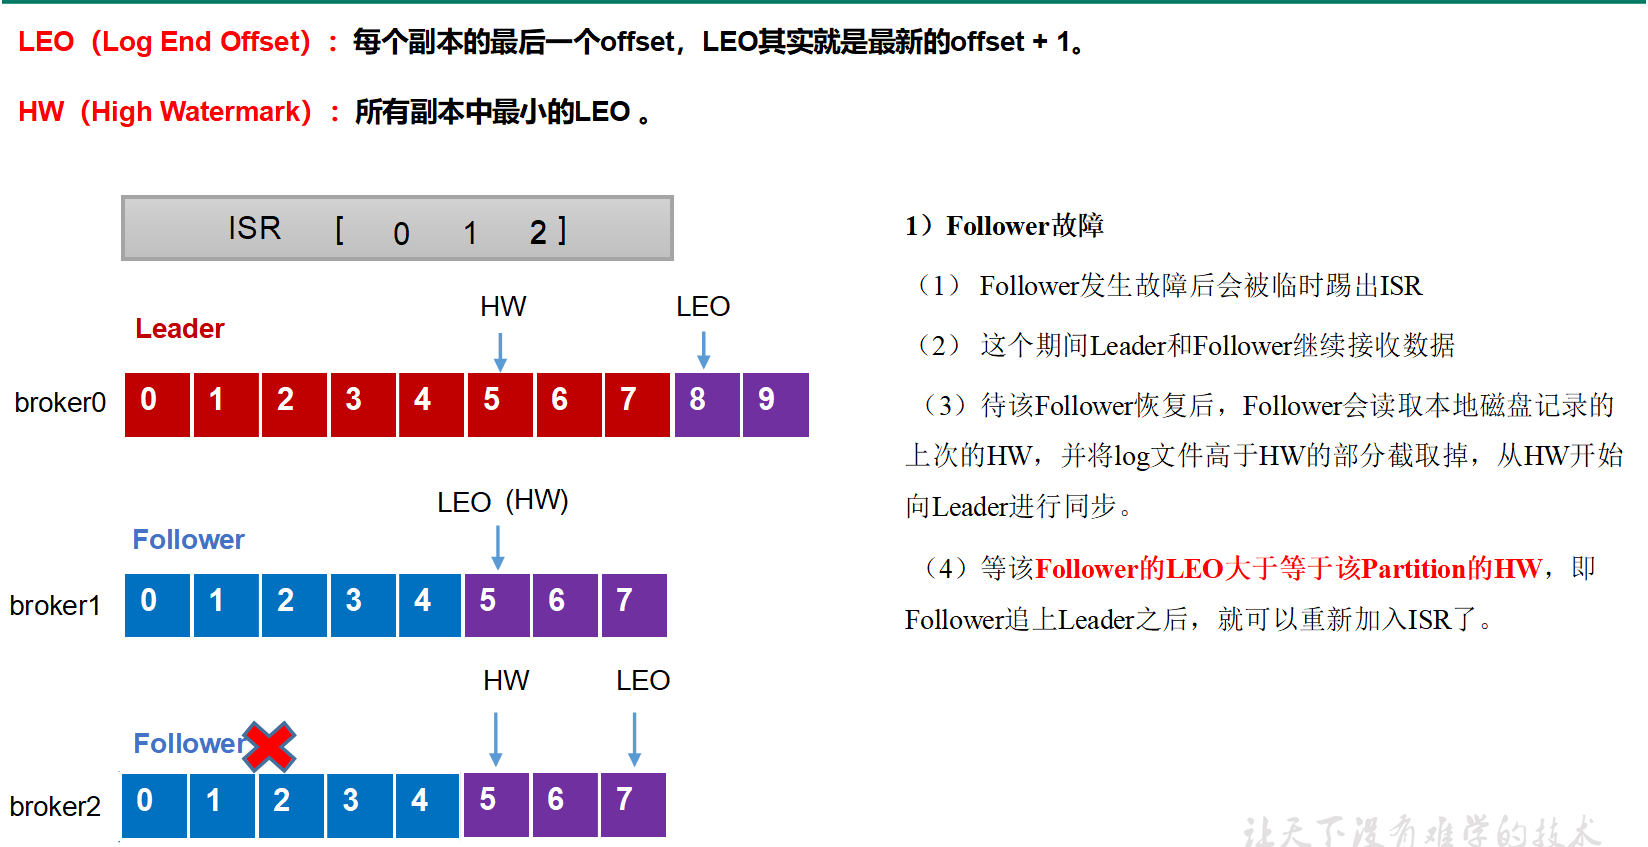 LEO（Log End Offset）：每个副本的最后一个offset，LEO其实就是最新的offset + 1。
HW（High Watermark）：所有副本中最小的LEO 。
ISR [ 0 1 2 ]
HW LEO
Leader
broker0 0 1 2 3 4 5 6 7 8 9
LEO (HW)
Follower
broker1 0 1 2 3 4 5 6 7
HW LEO
Follower
broker2 0 1 2 3 4 5 6 7
1）Follower故障
（1） Follower发生故障后会被临时踢出ISR
（2） 这个期间Leader和Follower继续接收数据
（3）待该Follower恢复后，Follower会读取本地磁盘记录的
上次的HW，并将log文件高于HW的部分截取掉，从HW开始
向Leader进行同步。
（4）等该Follower的LEO大于等于该Partition的HW，即
Follower追上Leader之后，就可以重新加入ISR了。
让天下没有难学的技术